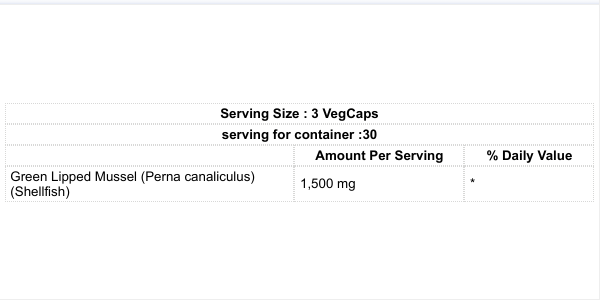 Serving Size : 3 VegCaps
serving for container :30
Amount Per Serving % Daily Value
Green Lipped Mussel (Perna canaliculus)
(Shellfish)
1,500 mg
*